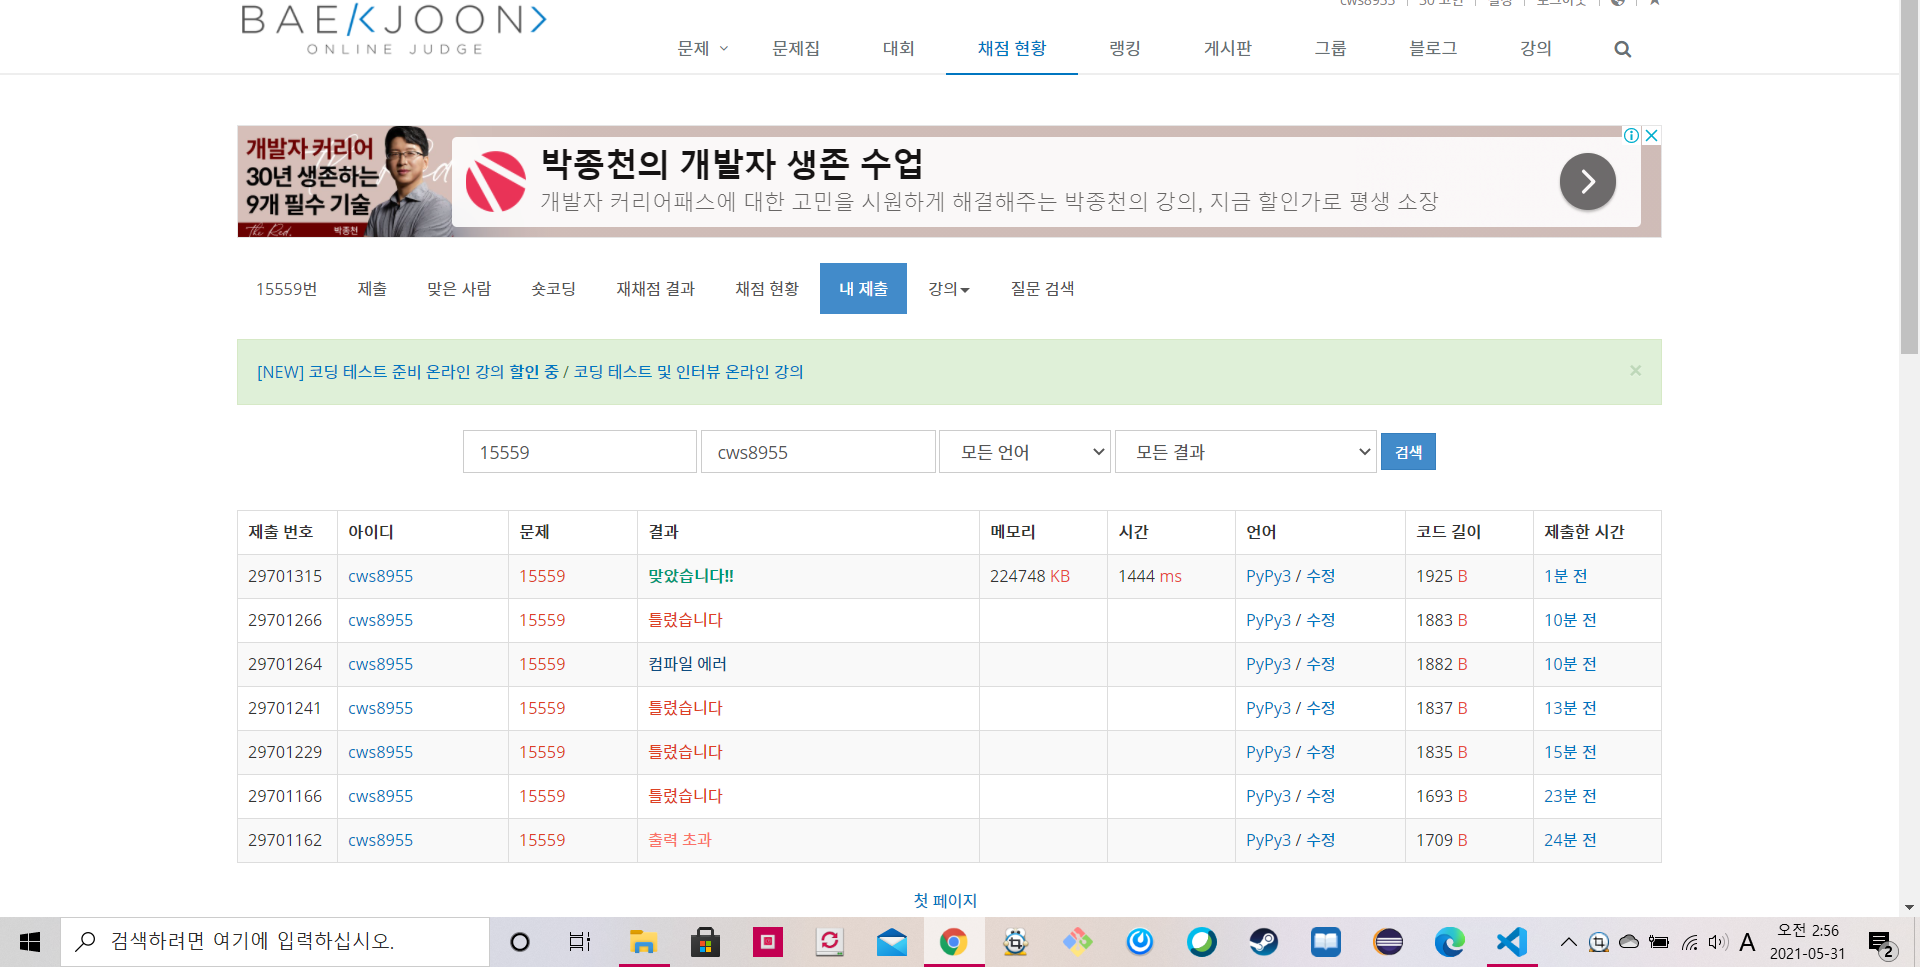 BAEKJOON
ONLINE JUDGE
문제 문제집 대회 채점 현황 랭킹 게시판 그룹 블로그 강의
개발자 커리어
30년 생존하는
9개 필수 기술
The Red. 박종천
박종천의 개발자 생존 수업
개발자 커리어패스에 대한 고민을 시원하게 해결해주는 박종천의 강의, 지금 할인가로 평생 소장
15559번 제출 맞은 사람 숏코딩 재채점 결과 채점 현황 내 제출 강의 질문 검색
[NEW] 코딩 테스트 준비 온라인 강의 할인 중 / 코딩 테스트 및 인터뷰 온라인 강의 ×
15559 cws8955 모든 언어 모든 결과 검색
제출 번호 아이디 문제 결과 메모리 시간 언어 코드 길이 제출한 시간
29701315 cws8955 15559 맞았습니다!! 224748 KB 1444 ms PyPy3 / 수정 1925 B 1분 전
29701266 cws8955 15559 틀렸습니다 PyPy3 / 수정 1883 B 10분 전
29701264 cws8955 15559 컴파일 에러 PyPy3 / 수정 1882 B 10분 전
29701241 cws8955 15559 틀렸습니다 PyPy3 / 수정 1837 B 13분 전
29701229 cws8955 15559 틀렸습니다 PyPy3 / 수정 1835 B 15분 전
29701166 cws8955 15559 틀렸습니다 PyPy3 / 수정 1693 B 23분 전
29701162 cws8955 15559 출력 초과 PyPy3 / 수정 1709 B 24분 전
첫 페이지
검색하려면 여기에 입력하십시오. A 오전 2:56
2021-05-31 2